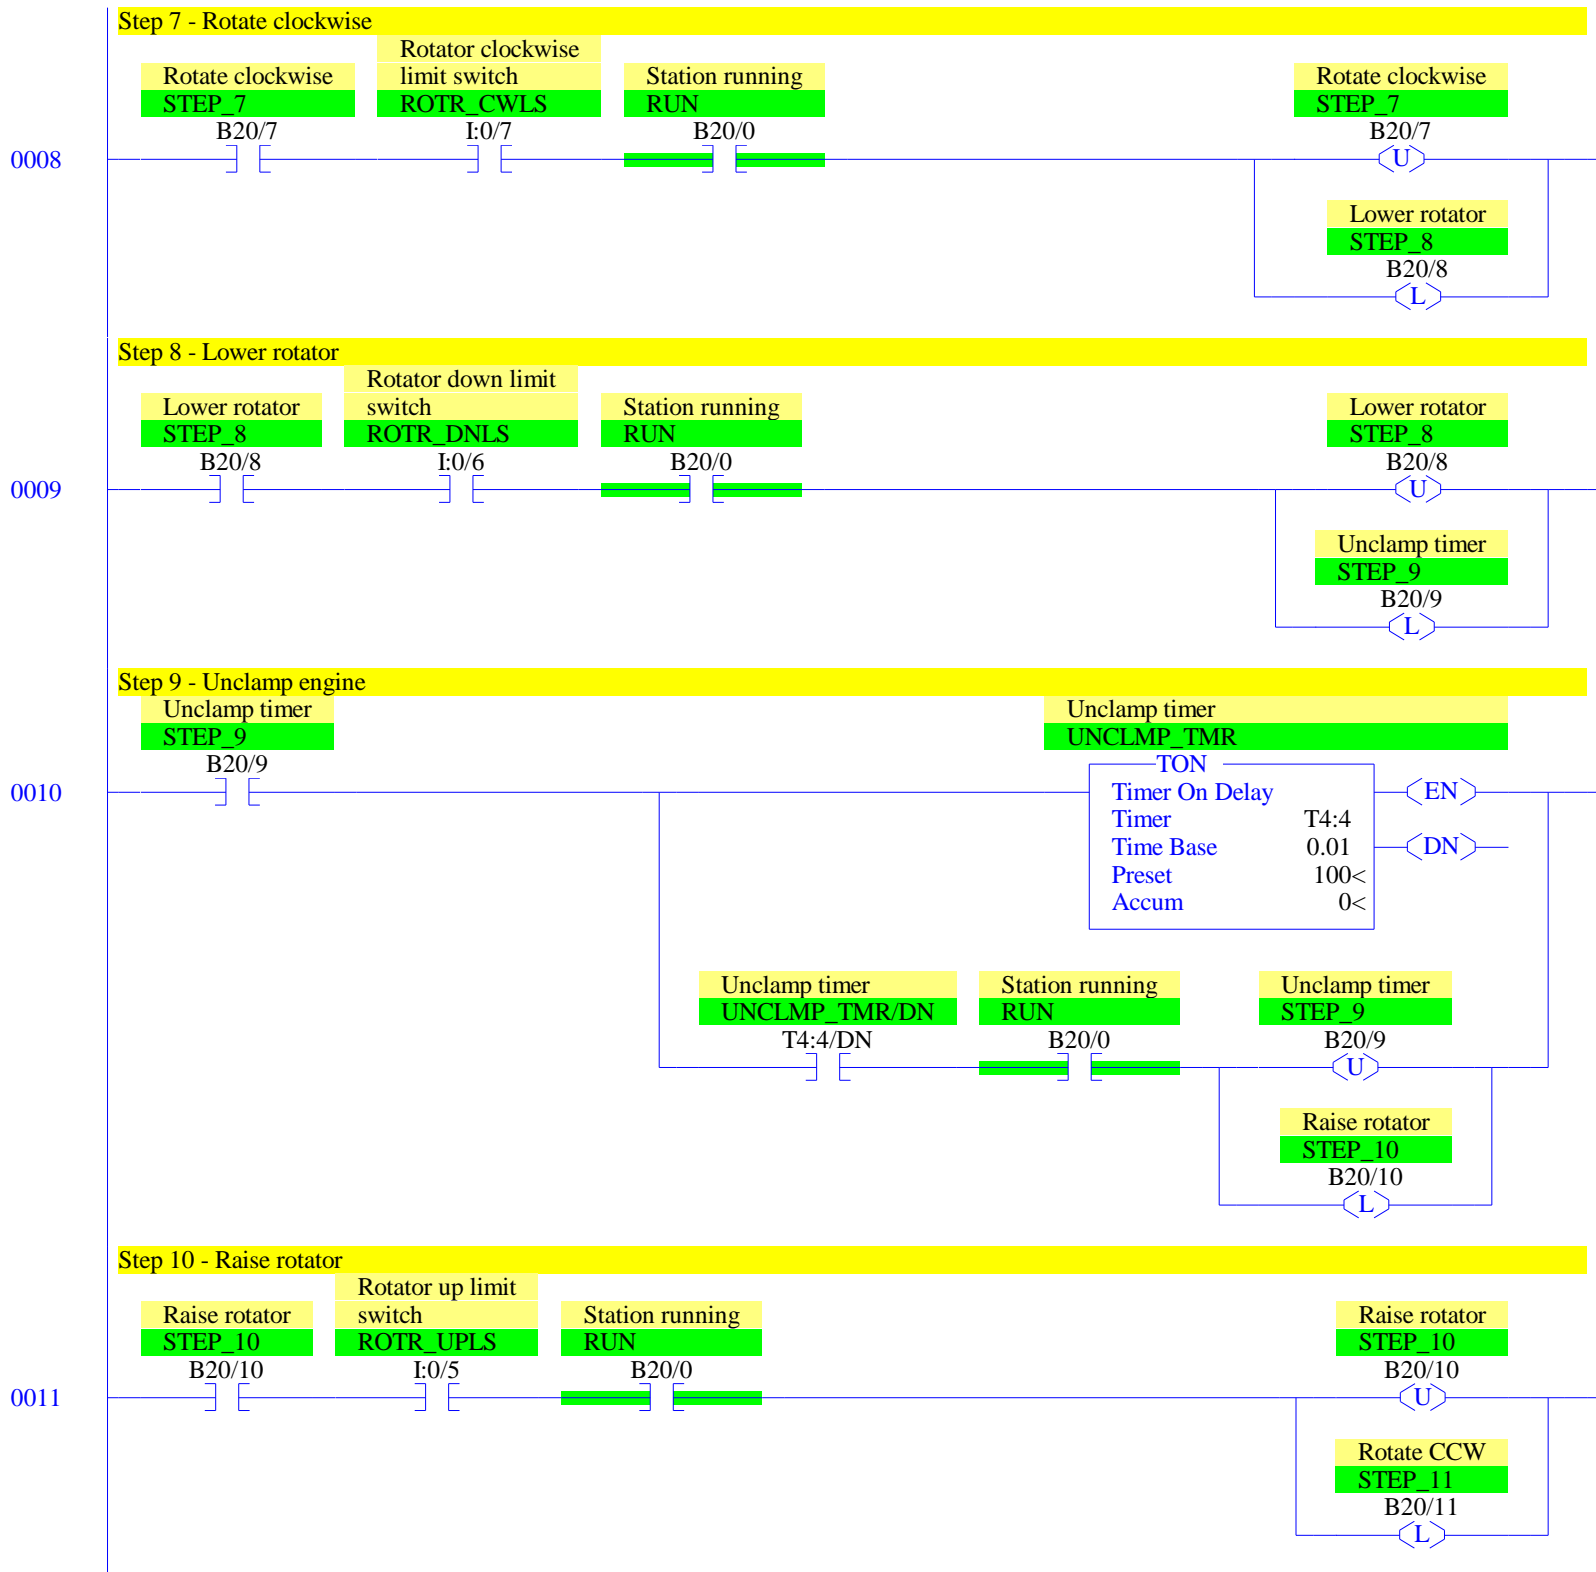 Step 7 - Rotate clockwise
Rotator clockwise
Rotate clockwise limit switch Station running Rotate clockwise
STEP_7 ROTR_CWLS RUN STEP_7
B20/7 I:0/7 B20/0 B20/7
0008 U
Lower rotator
STEP_8
B20/8
L
Step 8 - Lower rotator
Rotator down limit
Lower rotator switch Station running Lower rotator
STEP_8 ROTR_DNLS RUN STEP_8
B20/8 I:0/6 B20/0 B20/8
0009 U
Unclamp timer
STEP_9
B20/9
L
Step 9 - Unclamp engine
Unclamp timer Unclamp timer
STEP_9 UNCLMP_TMR
B20/9 TON
0010 Timer On Delay EN
Timer T4:4
Time Base 0.01 DN
Preset 100<
Accum 0<
Unclamp timer Station running Unclamp timer
UNCLMP_TMR/DN RUN STEP_9
T4:4/DN B20/0 B20/9
U
Raise rotator
STEP_10
B20/10
L
Step 10 - Raise rotator
Rotator up limit
Raise rotator switch Station running Raise rotator
STEP_10 ROTR_UPLS RUN STEP_10
B20/10 I:0/5 B20/0 B20/10
0011 U
Rotate CCW
STEP_11
B20/11
L